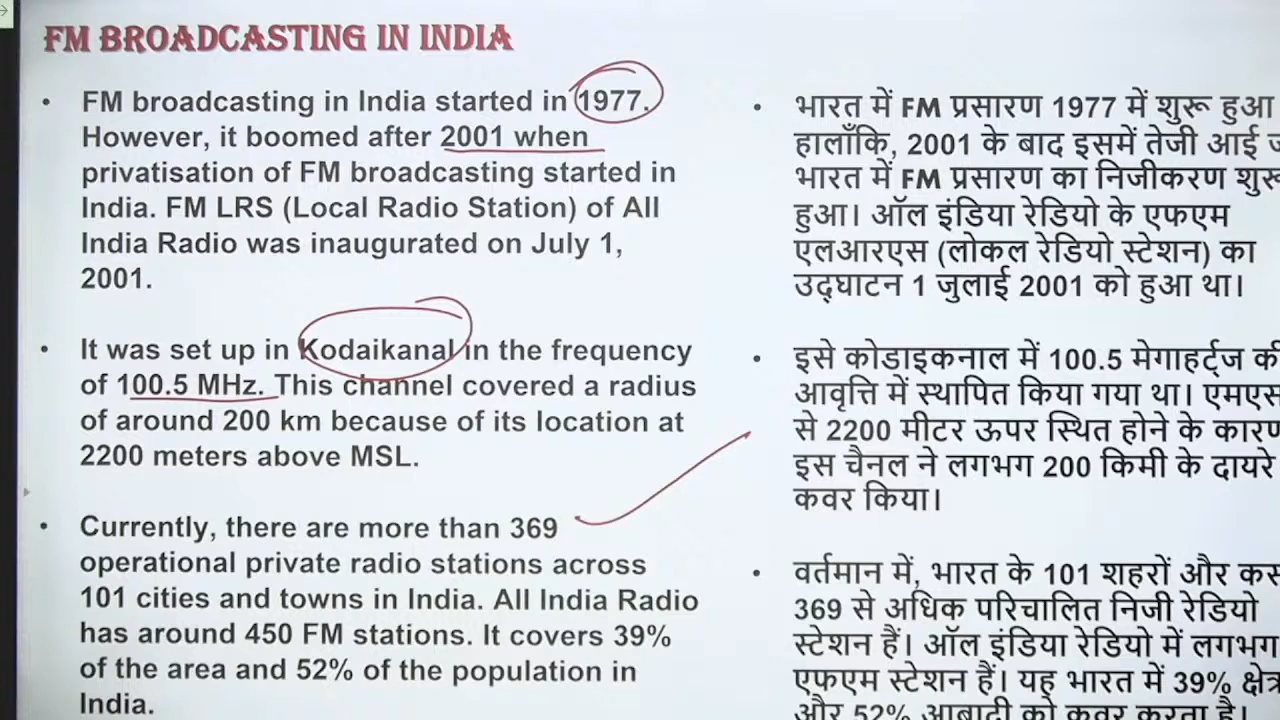 FM BROADCASTING IN INDIA
• FM broadcasting in India started in 1977.
However, it boomed after 2001 when
privatisation of FM broadcasting started in
India. FM LRS (Local Radio Station) of All
India Radio was inaugurated on July 1,
2001.
• It was set up in Kodaikanal in the frequency
of 100.5 MHz. This channel covered a radius
of around 200 km because of its location at
2200 meters above MSL.
• Currently, there are more than 369
operational private radio stations across
101 cities and towns in India. All India Radio
has around 450 FM stations. It covers 39%
of the area and 52% of the population in
India.
• भारत में FM प्रसारण 1977 में शुरू हुआ
हालाँकि, 2001 के बाद इसमें तेजी आई
भारत में FM प्रसारण का निजीकरण
हुआ। ऑल इंडिया रेडियो के एफएम
एलआरएस (लोकल रेडियो स्टेशन) का
उद्घाटन 1 जुलाई 2001 को हुआ था।
• इसे कोडाइकनाल में 100.5 मेगाहर्ट्ज की
आवृत्ति में स्थापित किया गया था।
से 2200 मीटर ऊपर स्थित होने के कारण
इस चैनल ने लगभग 200 किमी के दायरे
कवर किया।
• वर्तमान में, भारत के 101 शहरों और
369 से अधिक परिचालित निजी रेडियो
स्टेशन हैं। ऑल इंडिया रेडियो में लगभग
एफएम स्टेशन हैं। यह भारत में 39%
और 52% आबादी को कवर करता है।